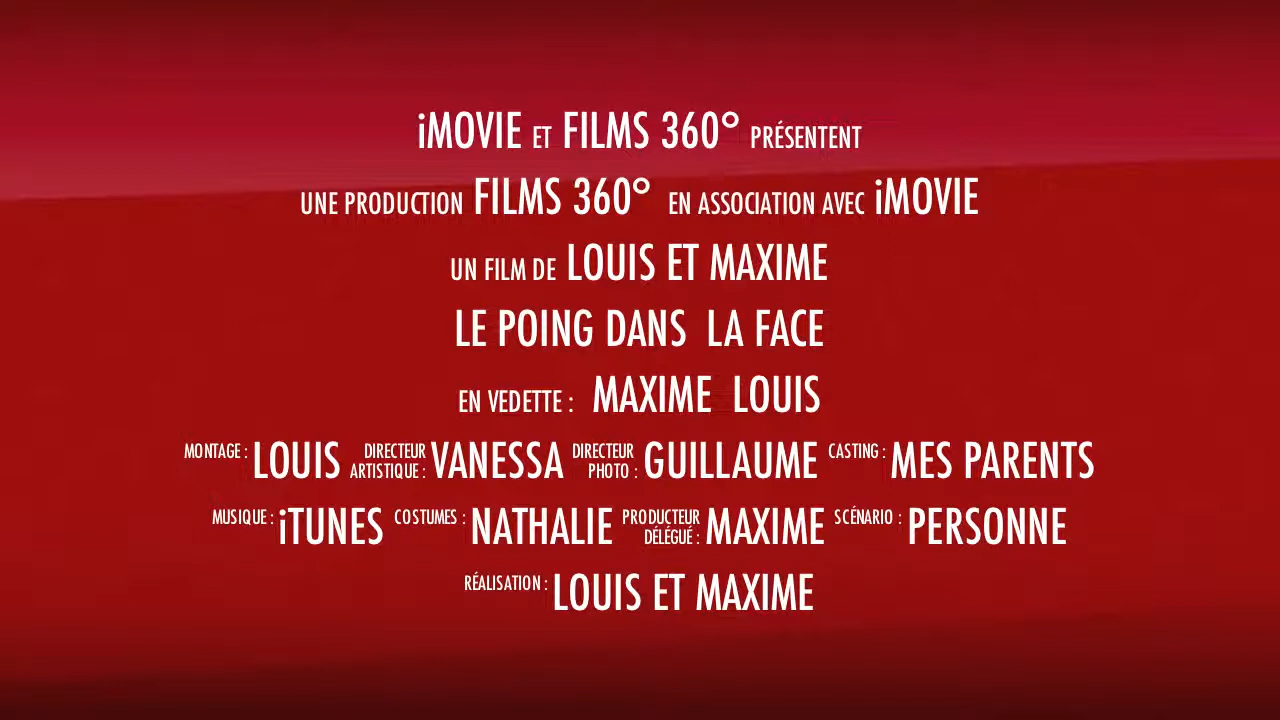 iMOVIE ET FILMS 360° PRÉSENTENT
UNE PRODUCTION FILMS 360° EN ASSOCIATION AVEC iMOVIE
UN FILM DE LOUIS ET MAXIME
LE POING DANS LA FACE
EN VEDETTE : MAXIME LOUIS
MONTAGE : LOUIS DIRECTEUR ARTISTIQUE : VANESSA DIRECTEUR PHOTO : GUILLAUME CASTING : MES PARENTS
MUSIQUE : iTUNES COSTUMES : NATHALIE PRODUCTEUR DÉLÉGUÉ : MAXIME SCÉNARIO : PERSONNE
RÉALISATION : LOUIS ET MAXIME